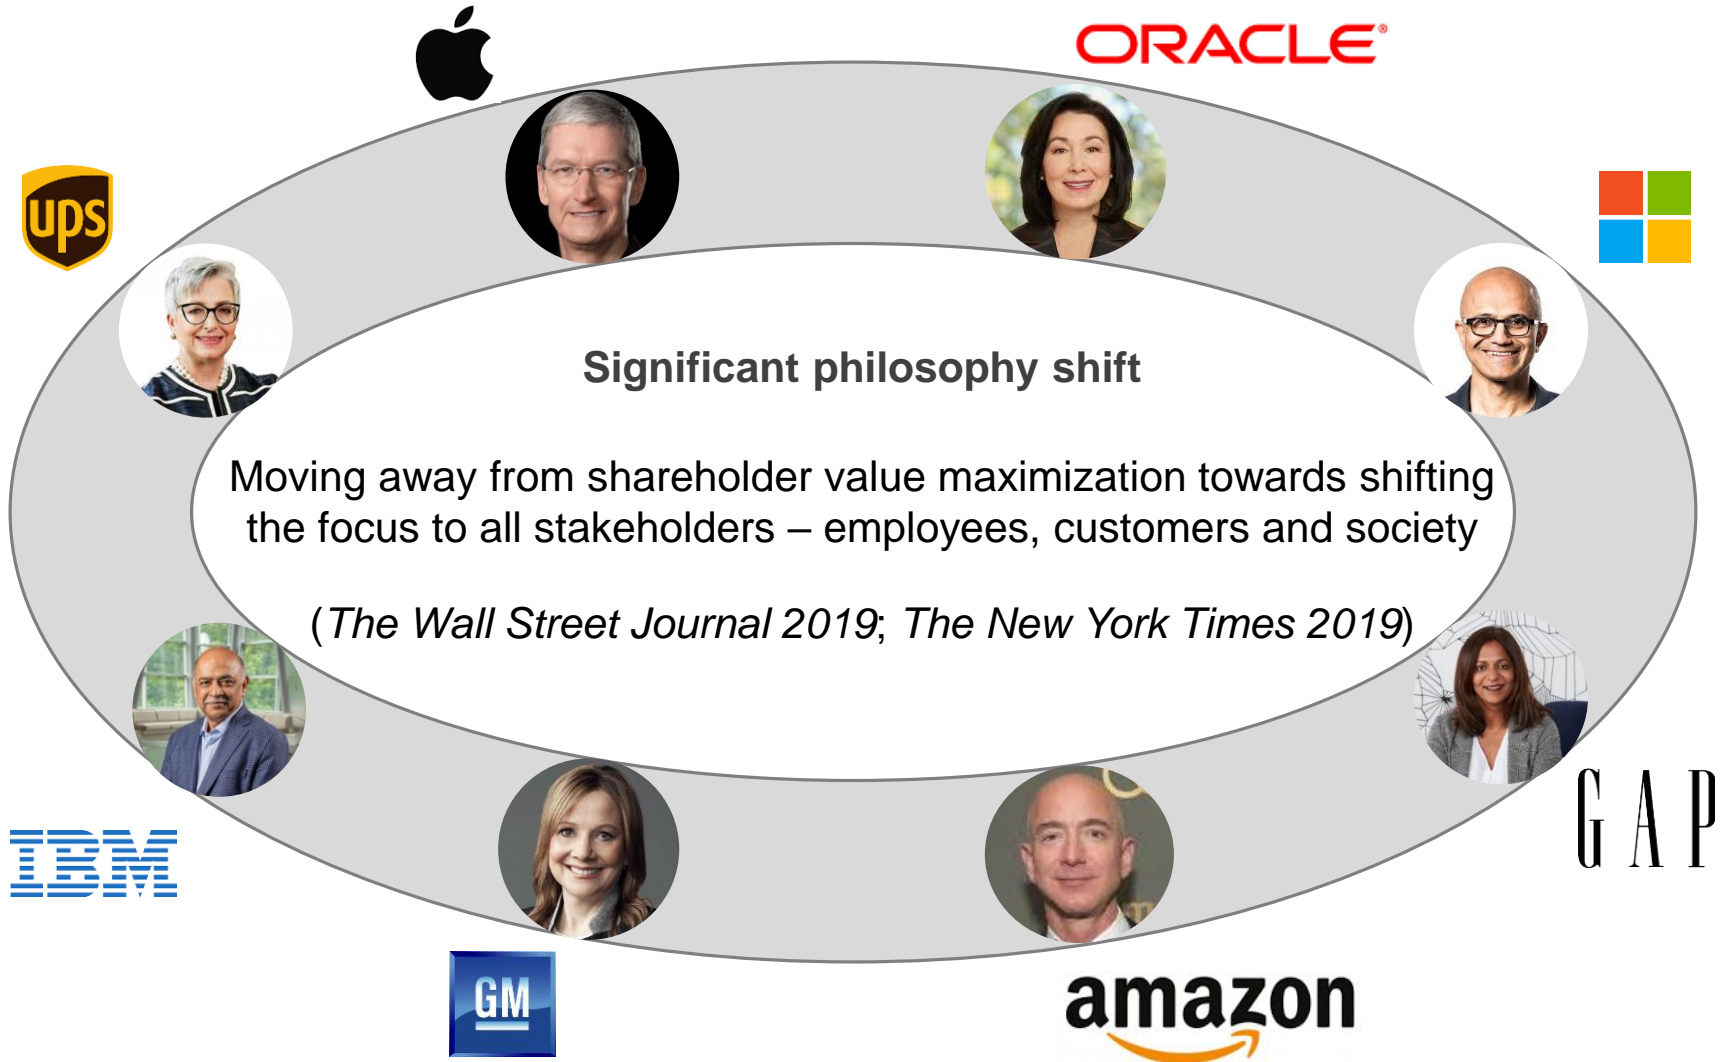 ORACLE®
ups
Significant philosophy shift
Moving away from shareholder value maximization towards shifting
the focus to all stakeholders – employees, customers and society
(The Wall Street Journal 2019; The New York Times 2019)
GAP
IBM
GM
amazon